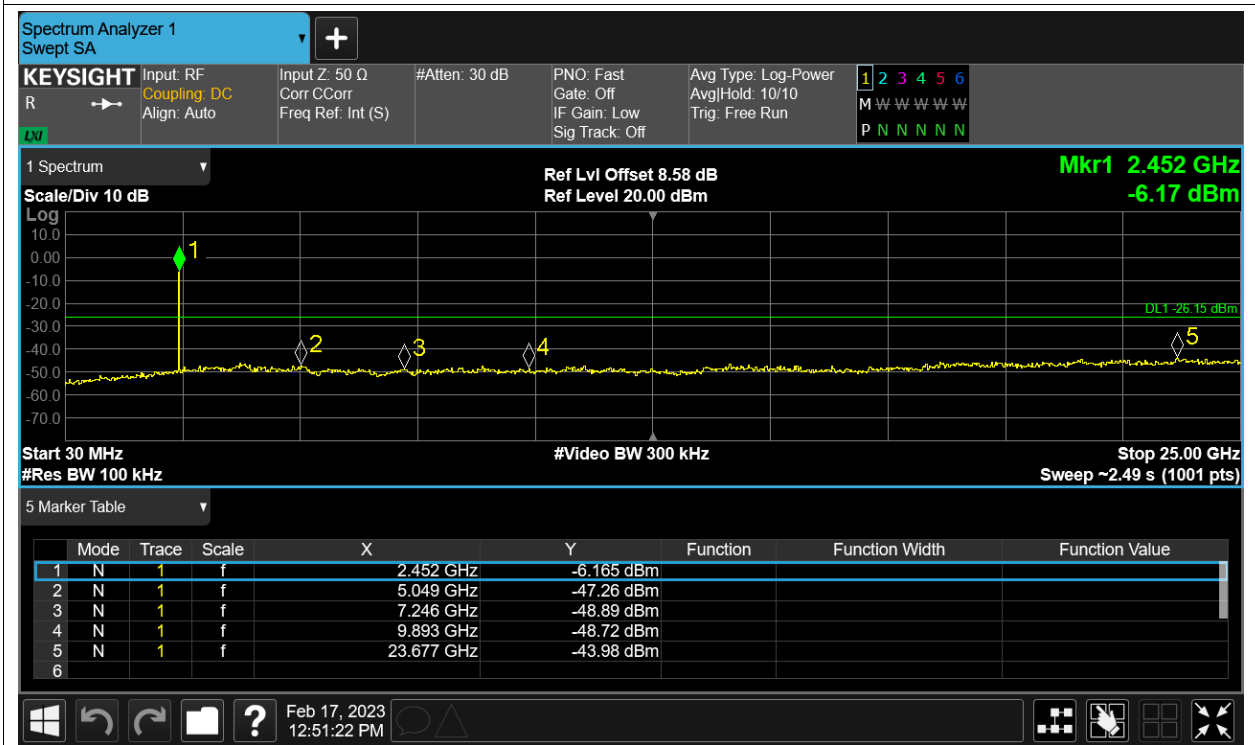 Spectrum Analyzer 1
Swept SA
+
KEYSIGHT Input: RF Input Z: 50 Ω #Atten: 30 dB PNO: Fast Avg Type: Log-Power 1 2 3 4 5 6
R Coupling: DC Corr CCorr Gate: Off Avg|Hold: 10/10 M W W W W W
Align: Auto Freq Ref: Int (S) IF Gain: Low Trig: Free Run
LXI Sig Track: Off P N N N N N
1 Spectrum Ref Lvl Offset 8.58 dB Mkr1 2.452 GHz
Scale/Div 10 dB Ref Level 20.00 dBm -6.17 dBm
Log
10.0
0.00 1
-10.0
-20.0 DL1 -26.15 dBm
-30.0
-40.0 2 3 4 5
-50.0
-60.0
-70.0
Start 30 MHz #Video BW 300 kHz Stop 25.00 GHz
#Res BW 100 kHz Sweep ~2.49 s (1001 pts)
5 Marker Table
Mode Trace Scale X Y Function Function Width Function Value
1 N 1 f 2.452 GHz -6.165 dBm
2 N 1 f 5.049 GHz -47.26 dBm
3 N 1 f 7.246 GHz -48.89 dBm
4 N 1 f 9.893 GHz -48.72 dBm
5 N 1 f 23.677 GHz -43.98 dBm
6
? Feb 17, 2023
12:51:22 PM